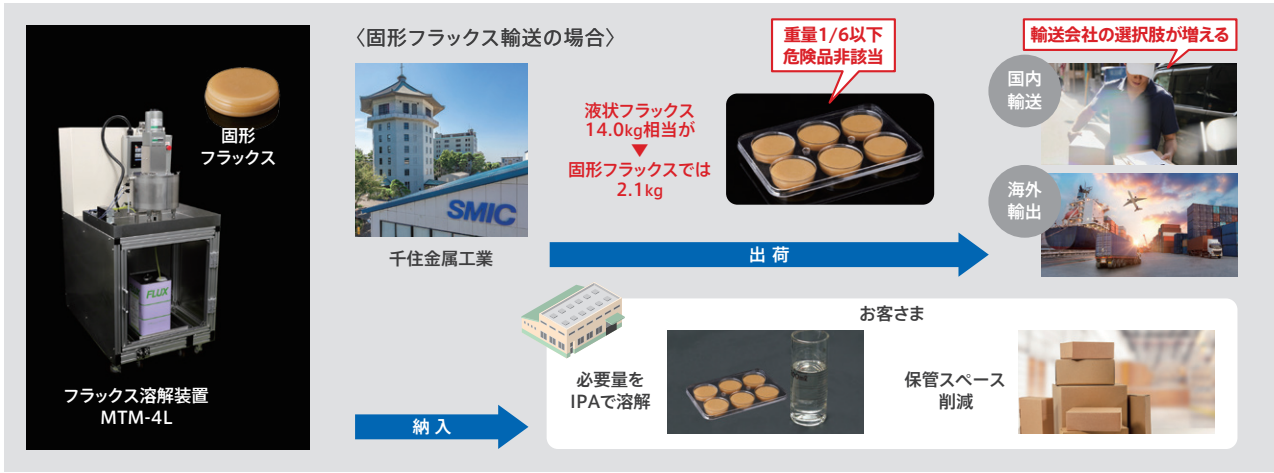 固形
フラックス
FLUX
フラックス溶解装置
MTM-4L
〈固形フラックス輸送の場合〉
SMIC
千住金属工業
液状フラックス
14.0kg相当が
▼
固形フラックスでは
2.1kg
重量1/6以下
危険品非該当
輸送会社の選択肢が増える
国内
輸送
海外
輸出
出荷
納入
お客さま
必要量を
IPAで溶解
保管スペース
削減